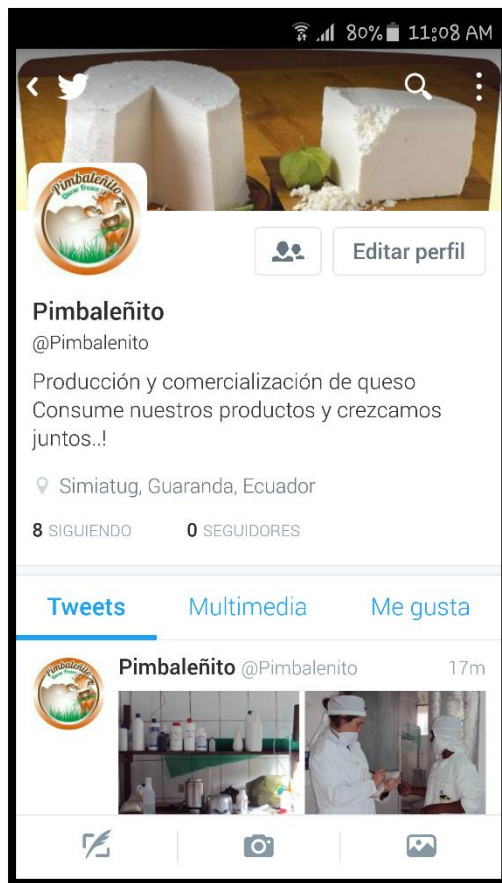 80% 11:08 AM
Pimbaleñito
Queso Fresco
Editar perfil
Pimbaleñito
@Pimbalenito
Producción y comercialización de queso
Consume nuestros productos y crezcamos
juntos..!
Simiatug, Guaranda, Ecuador
8 SIGUIENDO 0 SEGUIDORES
Tweets Multimedia Me gusta
Pimbaleñito @Pimbalenito 17m
Pimbaleñito